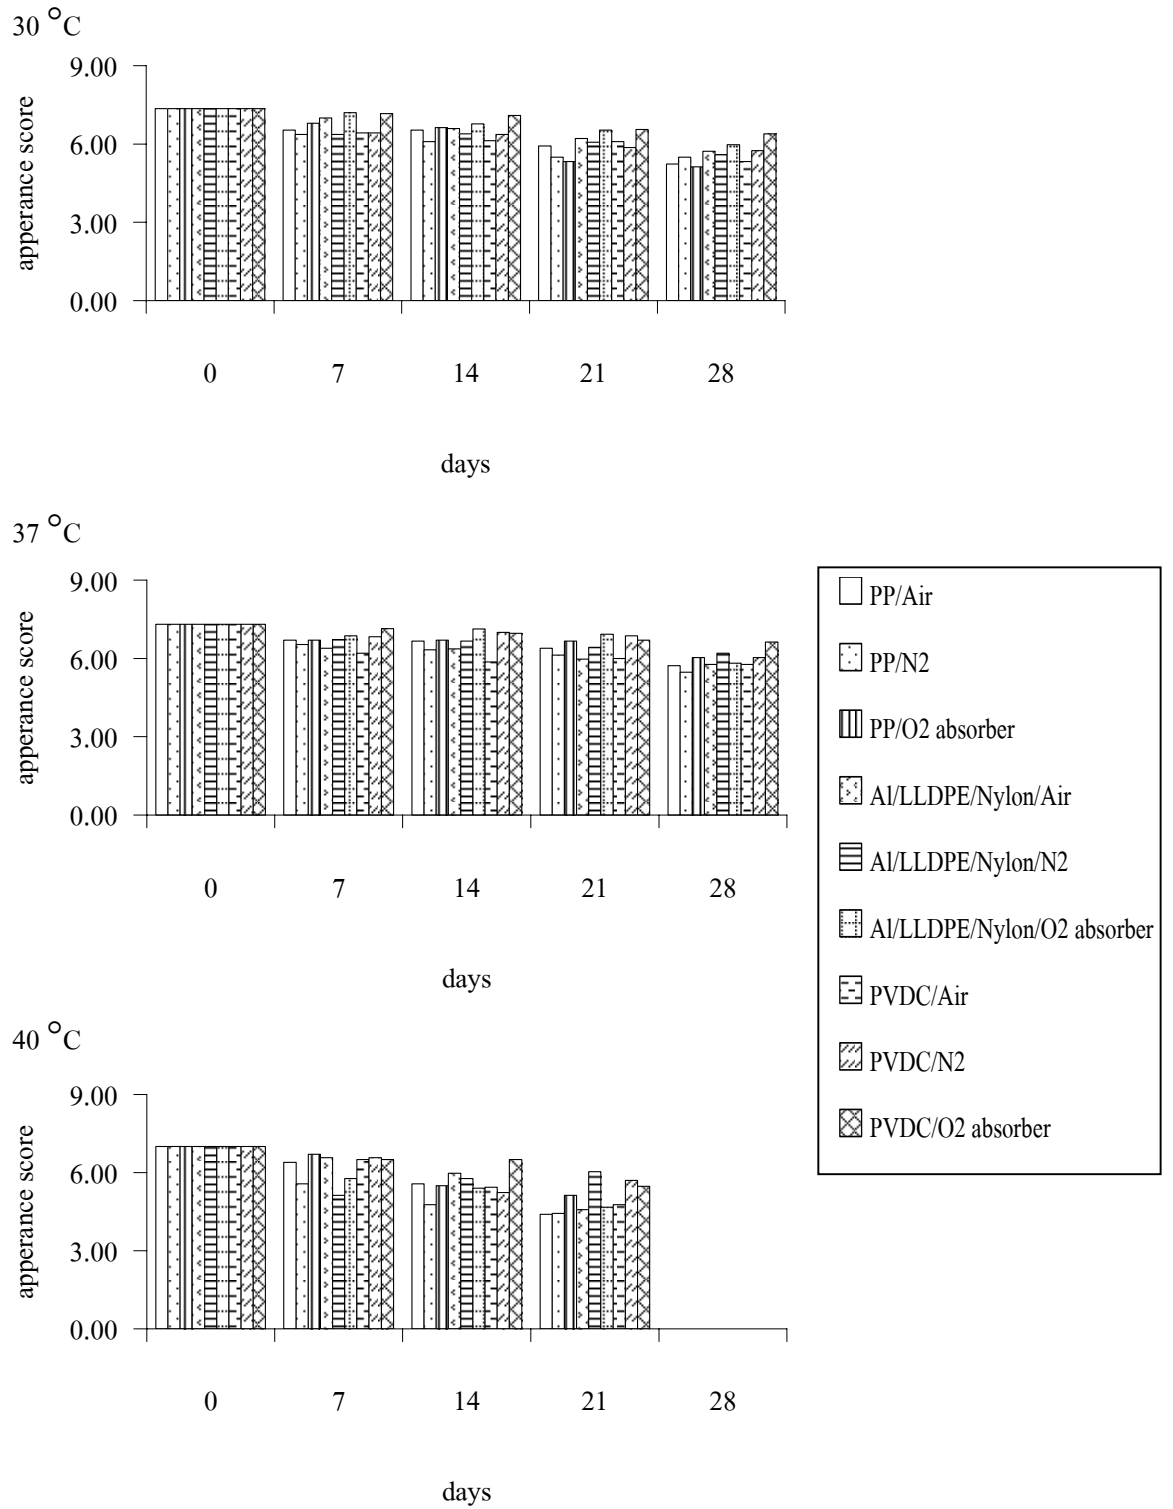 30 °C
9.00
6.00
3.00
0.00
apperance score
0 7 14 21 28
days
37 °C
9.00
6.00
3.00
0.00
apperance score
0 7 14 21 28
days
PP/Air
PP/N2
PP/O2 absorber
Al/LLDPE/Nylon/Air
Al/LLDPE/Nylon/N2
Al/LLDPE/Nylon/O2 absorber
PVDC/Air
PVDC/N2
PVDC/O2 absorber
40 °C
9.00
6.00
3.00
0.00
apperance score
0 7 14 21 28
days